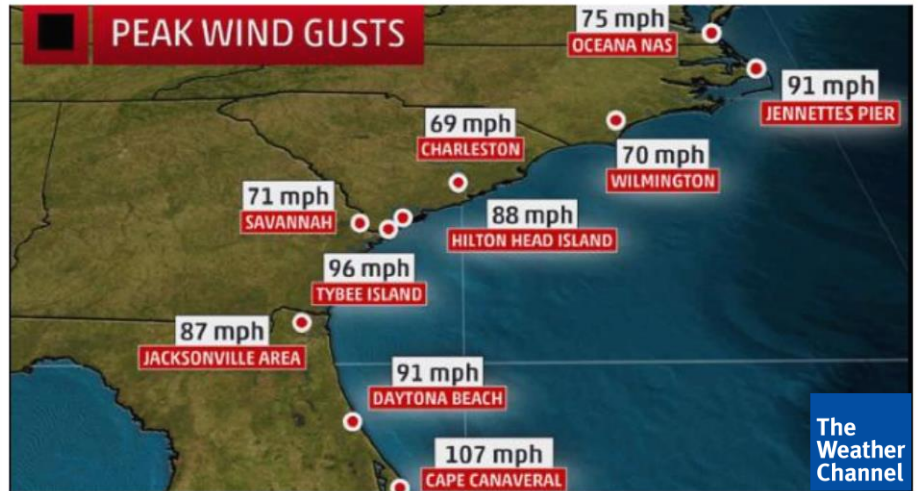 PEAK WIND GUSTS
75 mph
OCEANA NAS
91 mph
JENNETTES PIER
69 mph
CHARLESTON
70 mph
WILMINGTON
71 mph
SAVANNAH
88 mph
HILTON HEAD ISLAND
96 mph
TYBEE ISLAND
87 mph
JACKSONVILLE AREA
91 mph
DAYTONA BEACH
107 mph
CAPE CANAVERAL
The
Weather
Channel